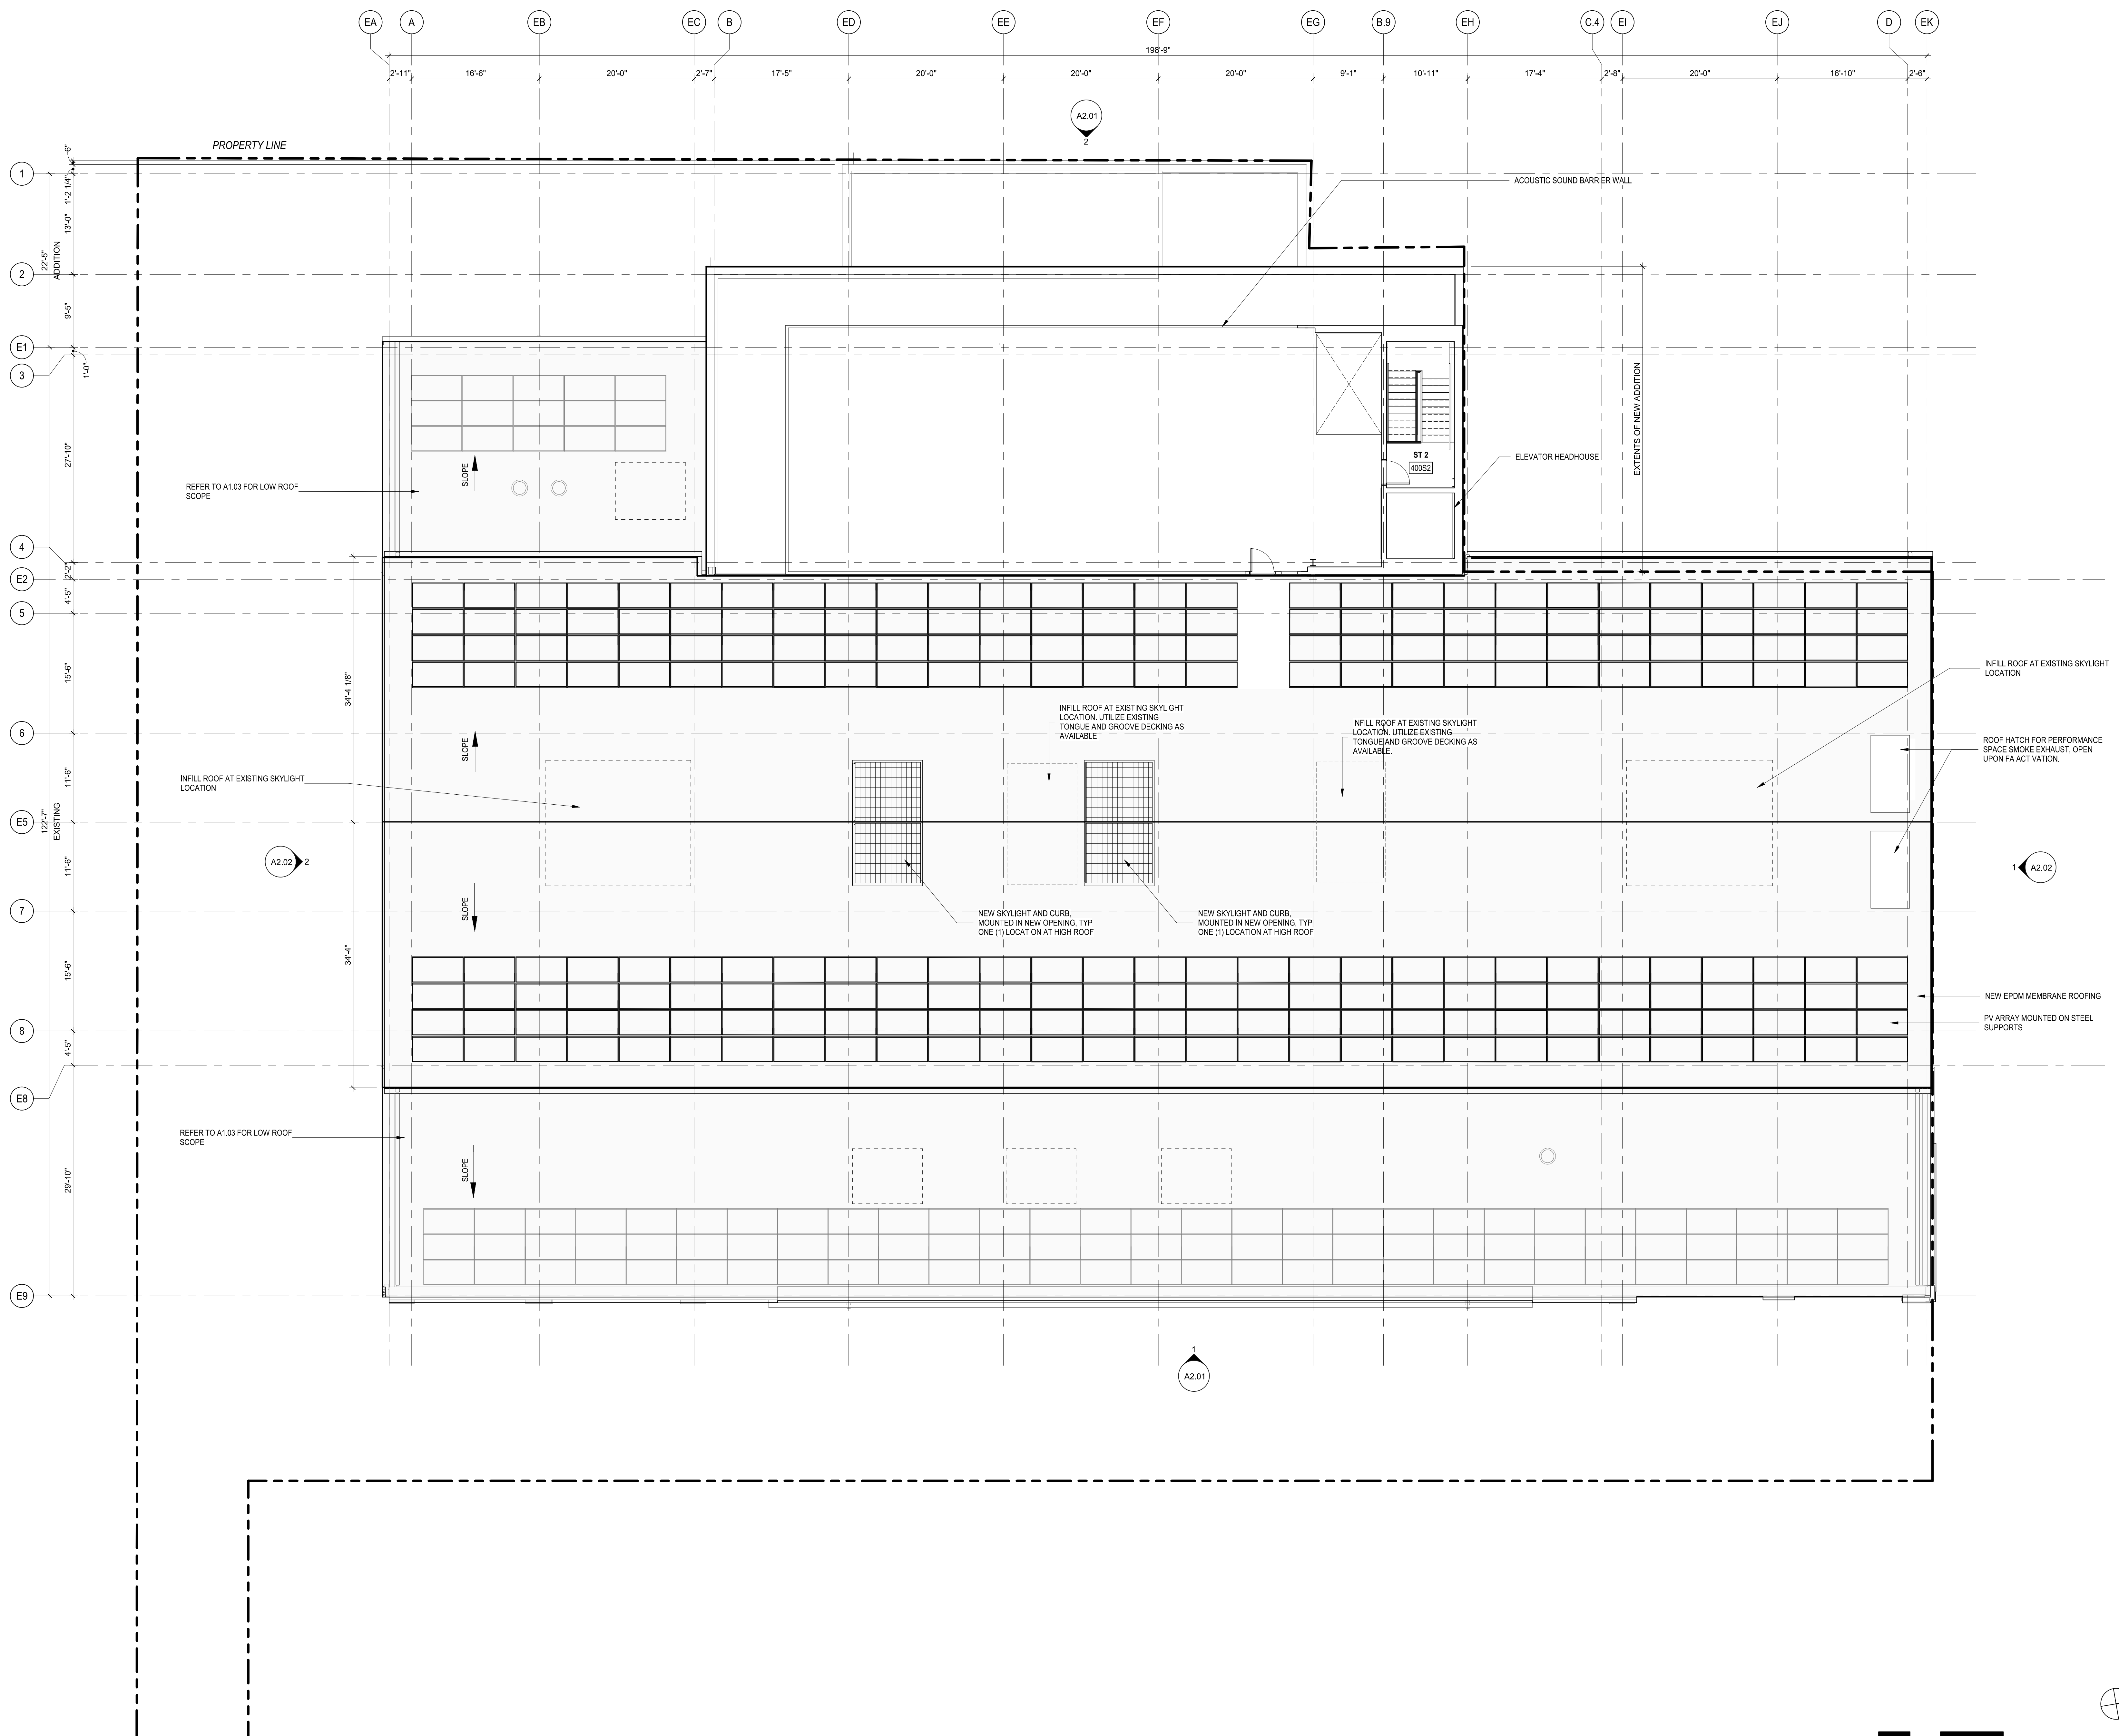 EA
A
EB
EC
B
ED
EE
EF
EG
B.9
EH
C.4
EI
EJ
D
EK
198'-9"
2'-11"
16'-6"
20'-0"
2'-7"
17'-5"
20'-0"
20'-0"
20'-0"
9'-1"
10'-11"
17'-4"
2'-8"
20'-0"
16'-10"
2'-6"
A2.01
2
PROPERTY LINE
6"
1
1'-2 1/4"
13'-0"
22'-5"
ADDITION
2
9'-5"
E1
3
1'-0"
27'-10"
4
2'-2"
E2
4'-5"
5
15'-6"
6
11'-6"
E5
122'-7"
EXISTING
11'-6"
7
15'-6"
8
4'-5"
E8
29'-10"
E9
34'-4 1/8"
34'-4"
ACOUSTIC SOUND BARRIER WALL
EXTENTS OF NEW ADDITION
ST 2
400S2
ELEVATOR HEADHOUSE
SLOPE
REFER TO A1.03 FOR LOW ROOF
SCOPE
INFILL ROOF AT EXISTING SKYLIGHT
LOCATION
INFILL ROOF AT EXISTING SKYLIGHT
LOCATION. UTILIZE EXISTING
TONGUE AND GROOVE DECKING AS
AVAILABLE.
INFILL ROOF AT EXISTING SKYLIGHT
LOCATION. UTILIZE EXISTING
TONGUE AND GROOVE DECKING AS
AVAILABLE.
SLOPE
ROOF HATCH FOR PERFORMANCE
SPACE SMOKE EXHAUST, OPEN
UPON FA ACTIVATION.
INFILL ROOF AT EXISTING SKYLIGHT
LOCATION
A2.02
2
1
A2.02
SLOPE
NEW SKYLIGHT AND CURB,
MOUNTED IN NEW OPENING, TYP
ONE (1) LOCATION AT HIGH ROOF
NEW SKYLIGHT AND CURB,
MOUNTED IN NEW OPENING, TYP
ONE (1) LOCATION AT HIGH ROOF
NEW EPDM MEMBRANE ROOFING
PV ARRAY MOUNTED ON STEEL
SUPPORTS
REFER TO A1.03 FOR LOW ROOF
SCOPE
SLOPE
1
A2.01